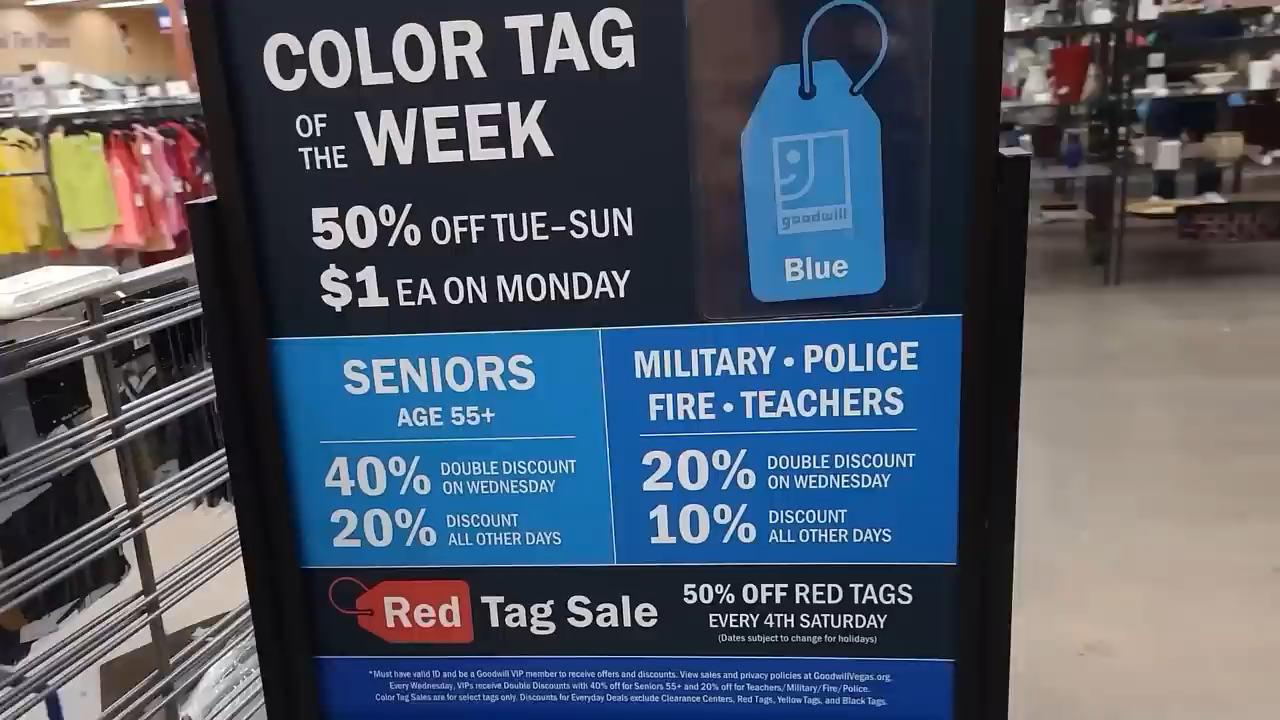 COLOR TAG
OF THE WEEK
50% OFF TUE–SUN
$1 EA ON MONDAY
goodwill
Blue
SENIORS
AGE 55+
40% DOUBLE DISCOUNT ON WEDNESDAY
20% DISCOUNT ALL OTHER DAYS
MILITARY • POLICE
FIRE • TEACHERS
20% DOUBLE DISCOUNT ON WEDNESDAY
10% DISCOUNT ALL OTHER DAYS
Red Tag Sale
50% OFF RED TAGS
EVERY 4TH SATURDAY
(Dates subject to change for holidays)
*Must have valid ID and be a Goodwill VIP member to receive offers and discounts. View sales and privacy policies at GoodwillVegas.org.
Every Wednesday, VIPs receive Double Discounts with 40% off for Seniors 55+ and 20% off for Teachers/Military/Fire/Police.
Color Tag Sales are for select tags only. Discounts for Everyday Deals exclude Clearance Centers, Red Tags, Yellow Tags, and Black Tags.